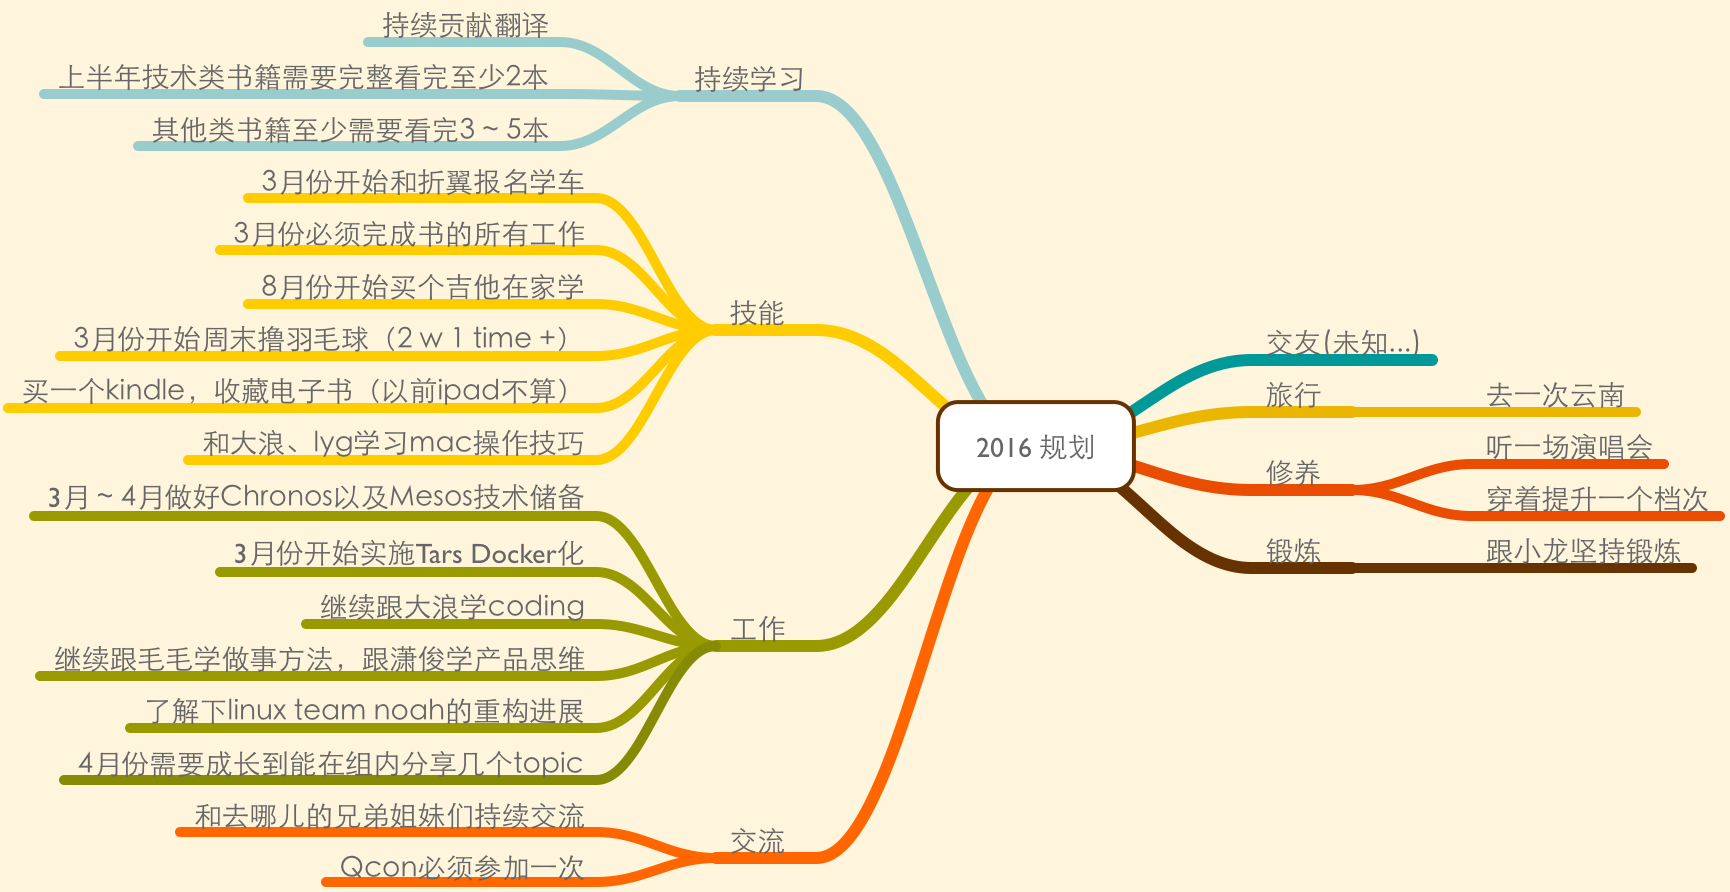 2016 规划
持续学习
持续贡献翻译
上半年技术类书籍需要完整看完至少2本
其他类书籍至少需要看完3 ~ 5本
技能
3月份开始和折翼报名学车
3月份必须完成书的所有工作
8月份开始买个吉他在家学
3月份开始周末撸羽毛球（2 w 1 time +）
买一个kindle，收藏电子书（以前ipad不算）
和大浪、lyg学习mac操作技巧
工作
3月 ~ 4月做好Chronos以及Mesos技术储备
3月份开始实施Tars Docker化
继续跟大浪学coding
继续跟毛毛学做事方法，跟潇俊学产品思维
了解下linux team noah的重构进展
4月份需要成长到能在组内分享几个topic
交流
和去哪儿的兄弟姐妹们持续交流
Qcon必须参加一次
交友(未知...)
旅行
去一次云南
修养
听一场演唱会
穿着提升一个档次
锻炼
跟小龙坚持锻炼